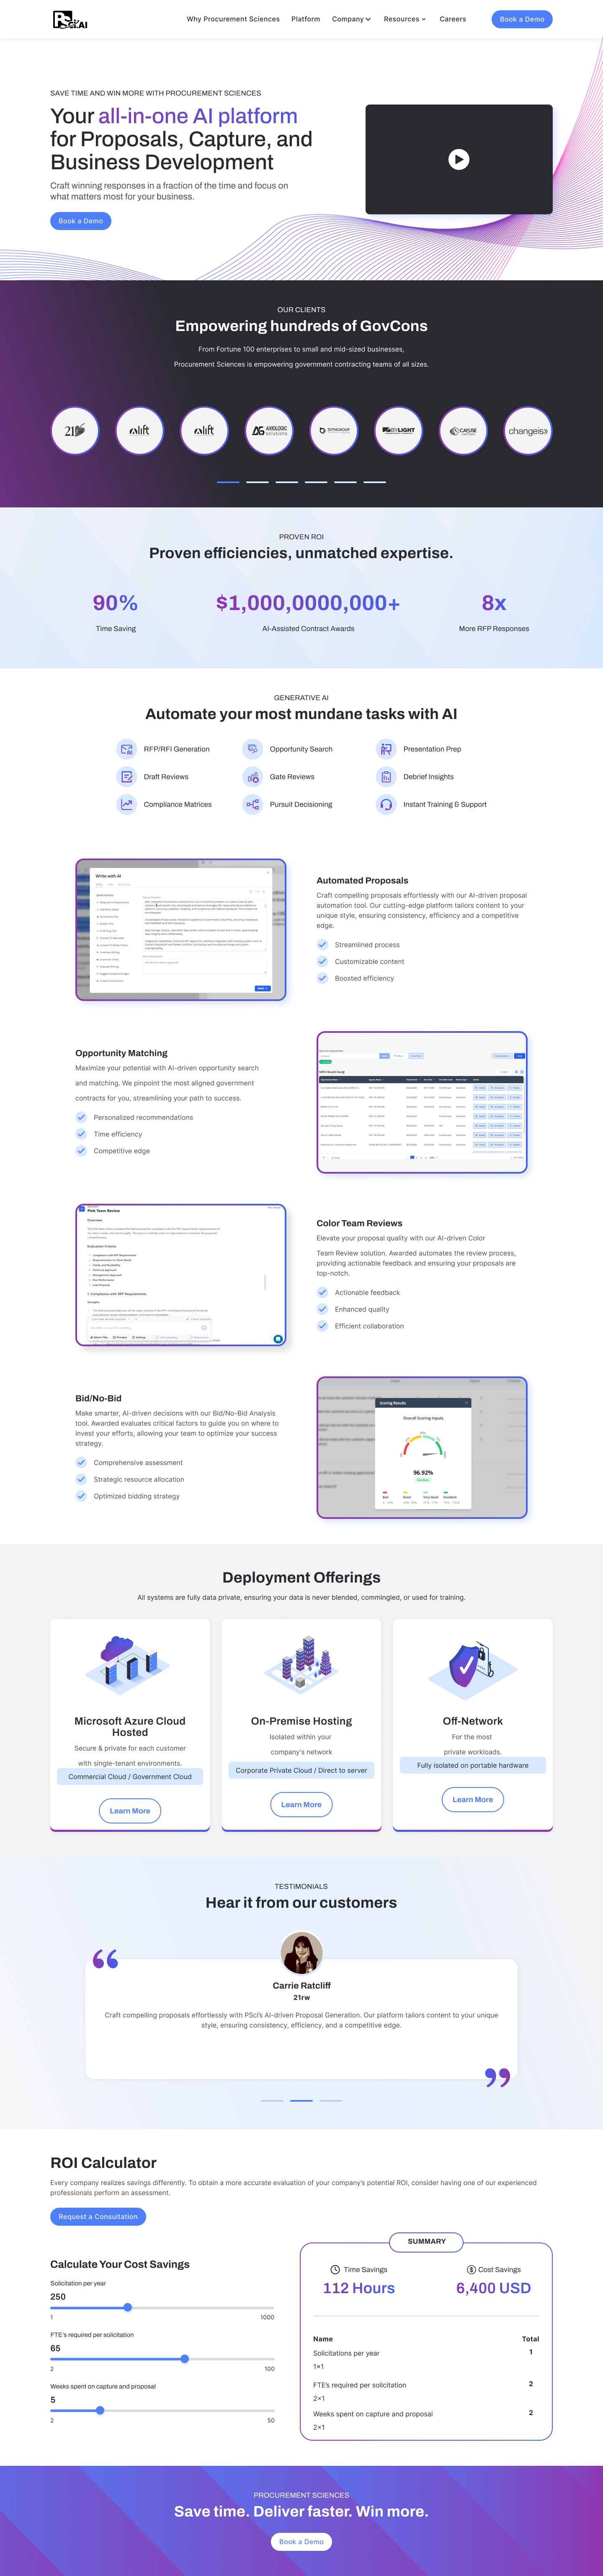 PSci.AI
Why Procurement Sciences
Platform
Company
Resources
Careers
Book a Demo
SAVE TIME AND WIN MORE WITH PROCUREMENT SCIENCES
Your all-in-one AI platform
for Proposals, Capture, and
Business Development
Craft winning responses in a fraction of the time and focus on
what matters most for your business.
Book a Demo
OUR CLIENTS
Empowering hundreds of GovCons
From Fortune 100 enterprises to small and mid-sized businesses,
Procurement Sciences is empowering government contracting teams of all sizes.
alift
alift
AXIOLOGIC
solutions
BYLIGHT
changeis
PROVEN ROI
Proven efficiencies, unmatched expertise.
90%
$1,000,0000,000+
8x
Time Saving
AI-Assisted Contract Awards
More RFP Responses
GENERATIVE AI
Automate your most mundane tasks with AI
RFP/RFI Generation
Opportunity Search
Presentation Prep
Draft Reviews
Gate Reviews
Debrief Insights
Compliance Matrices
Pursuit Decisioning
Instant Training & Support
Write with AI
Automated Proposals
Craft compelling proposals effortlessly with our AI-driven proposal
automation tool. Our cutting-edge platform tailors content to your
unique style, ensuring consistency, efficiency and a competitive
edge.
Streamlined process
Customizable content
Boosted efficiency
Opportunity Matching
Maximize your potential with AI-driven opportunity search
and matching. We pinpoint the most aligned government
contracts for you, streamlining your path to success.
Personalized recommendations
Time efficiency
Competitive edge
Pink Team Review
Overview
Evaluation Criteria
Color Team Reviews
Elevate your proposal quality with our AI-driven Color
Team Review solution. Awarded automates the review process,
providing actionable feedback and ensuring your proposals are
top-notch.
Actionable feedback
Enhanced quality
Efficient collaboration
Bid/No-Bid
Make smarter, AI-driven decisions with our Bid/No-Bid Analysis
tool. Awarded evaluates critical factors to guide you on where to
invest your efforts, allowing your team to optimize your success
strategy.
Comprehensive assessment
Strategic resource allocation
Optimized bidding strategy
Scoring Results
Overall Scoring Inputs
96.92%
Deployment Offerings
All systems are fully data private, ensuring your data is never blended, commingled, or used for training.
Microsoft Azure Cloud
Hosted
Secure & private for each customer
with single-tenant environments.
Commercial Cloud / Government Cloud
Learn More
On-Premise Hosting
Isolated within your
company's network
Corporate Private Cloud / Direct to server
Learn More
Off-Network
For the most
private workloads.
Fully isolated on portable hardware
Learn More
TESTIMONIALS
Hear it from our customers
Carrie Ratcliff
21rw
Craft compelling proposals effortlessly with PSci's AI-driven Proposal Generation. Our platform tailors content to your unique
style, ensuring consistency, efficiency, and a competitive edge.
ROI Calculator
Every company realizes savings differently. To obtain a more accurate evaluation of your company's potential ROI, consider having one of our experienced
professionals perform an assessment.
Request a Consultation
Calculate Your Cost Savings
Solicitation per year
250
1
1000
FTE's required per solicitation
65
2
100
Weeks spent on capture and proposal
5
2
50
SUMMARY
Time Savings
Cost Savings
112 Hours
6,400 USD
Name
Total
Solicitations per year
1
1×1
FTE's required per solicitation
2
2×1
Weeks spent on capture and proposal
2
2×1
PROCUREMENT SCIENCES
Save time. Deliver faster. Win more.
Book a Demo